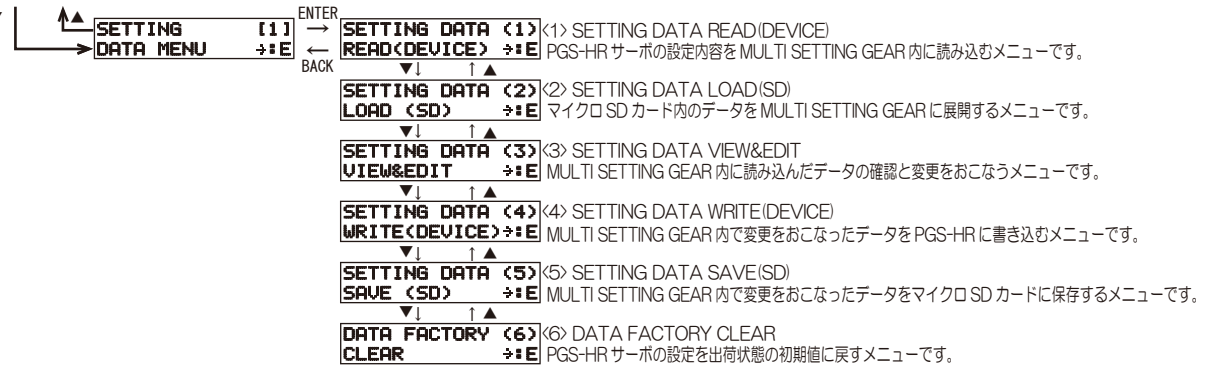 ENTER
SETTING [1] → SETTING DATA (1) <1> SETTING DATA READ(DEVICE)
DATA MENU →:E ← READ(DEVICE) →:E PGS-HR サーボの設定内容を MULTI SETTING GEAR 内に読み込むメニューです。
BACK ▼↓ ↑▲
SETTING DATA (2) <2> SETTING DATA LOAD(SD)
LOAD (SD) →:E マイクロ SD カード内のデータを MULTI SETTING GEAR に展開するメニューです。
▼↓ ↑▲
SETTING DATA (3) <3> SETTING DATA VIEW&EDIT
VIEW&EDIT →:E MULTI SETTING GEAR 内に読み込んだデータの確認と変更をおこなうメニューです。
▼↓ ↑▲
SETTING DATA (4) <4> SETTING DATA WRITE(DEVICE)
WRITE(DEVICE)→:E MULTI SETTING GEAR 内で変更をおこなったデータを PGS-HR に書き込むメニューです。
▼↓ ↑▲
SETTING DATA (5) <5> SETTING DATA SAVE(SD)
SAVE (SD) →:E MULTI SETTING GEAR 内で変更をおこなったデータをマイクロ SD カードに保存するメニューです。
▼↓ ↑▲
DATA FACTORY (6) <6> DATA FACTORY CLEAR
CLEAR →:E PGS-HR サーボの設定を出荷状態の初期値に戻すメニューです。